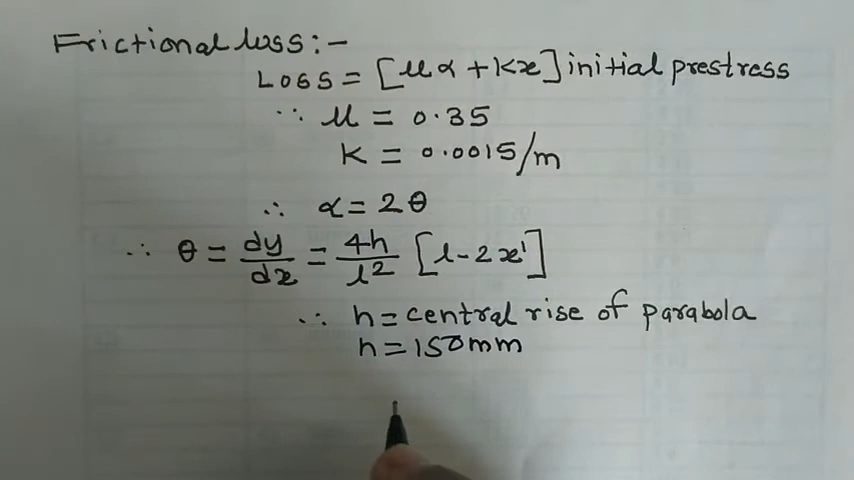 Frictional loss:-
Loss = [μα + Kx] initial prestress
∴ μ = 0.35
K = 0.0015/m
∴ α = 2θ
∴ θ = dy/dx = 4h/l² [l - 2x']
∴ h = central rise of parabola
h = 150mm